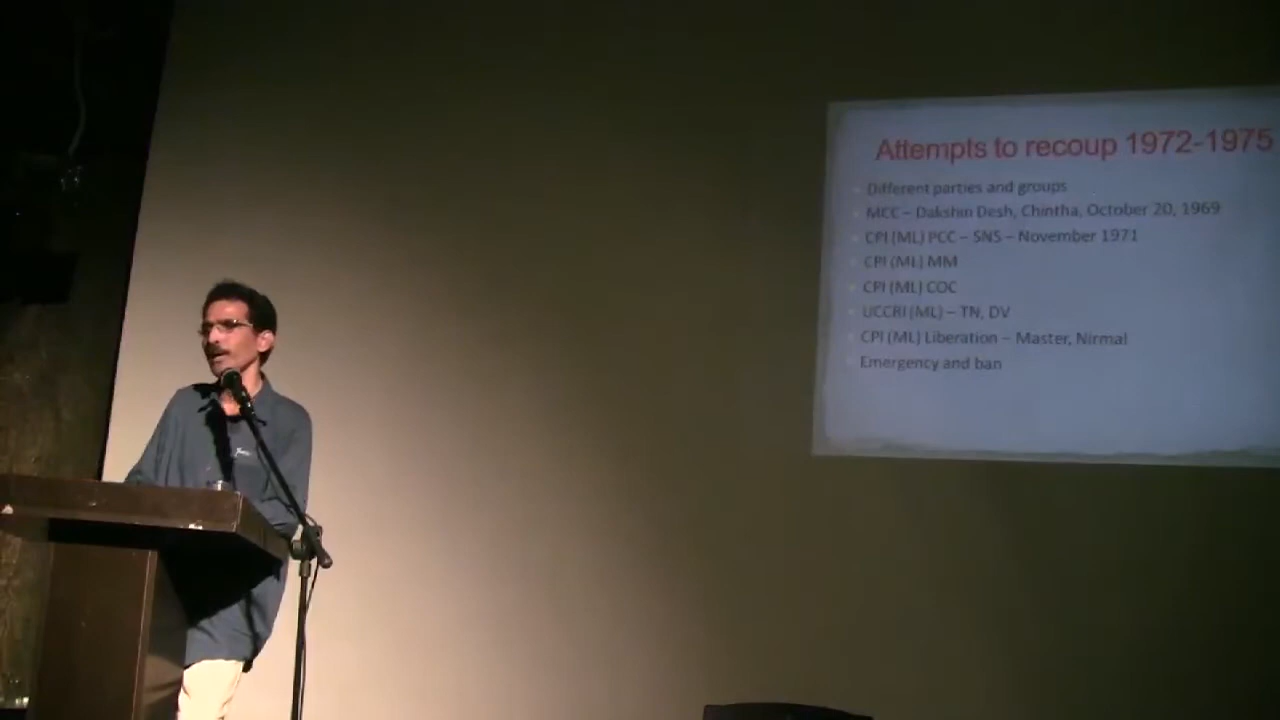 Attempts to recoup 1972-1975
Different parties and groups
MCC – Dakshin Desh, Chintha, October 20, 1969
CPI (ML) PCC – SNS – November 1971
CPI (ML) MM
CPI (ML) COC
UCCRI (ML) – TN, DV
CPI (ML) Liberation – Master, Nirmal
Emergency and ban